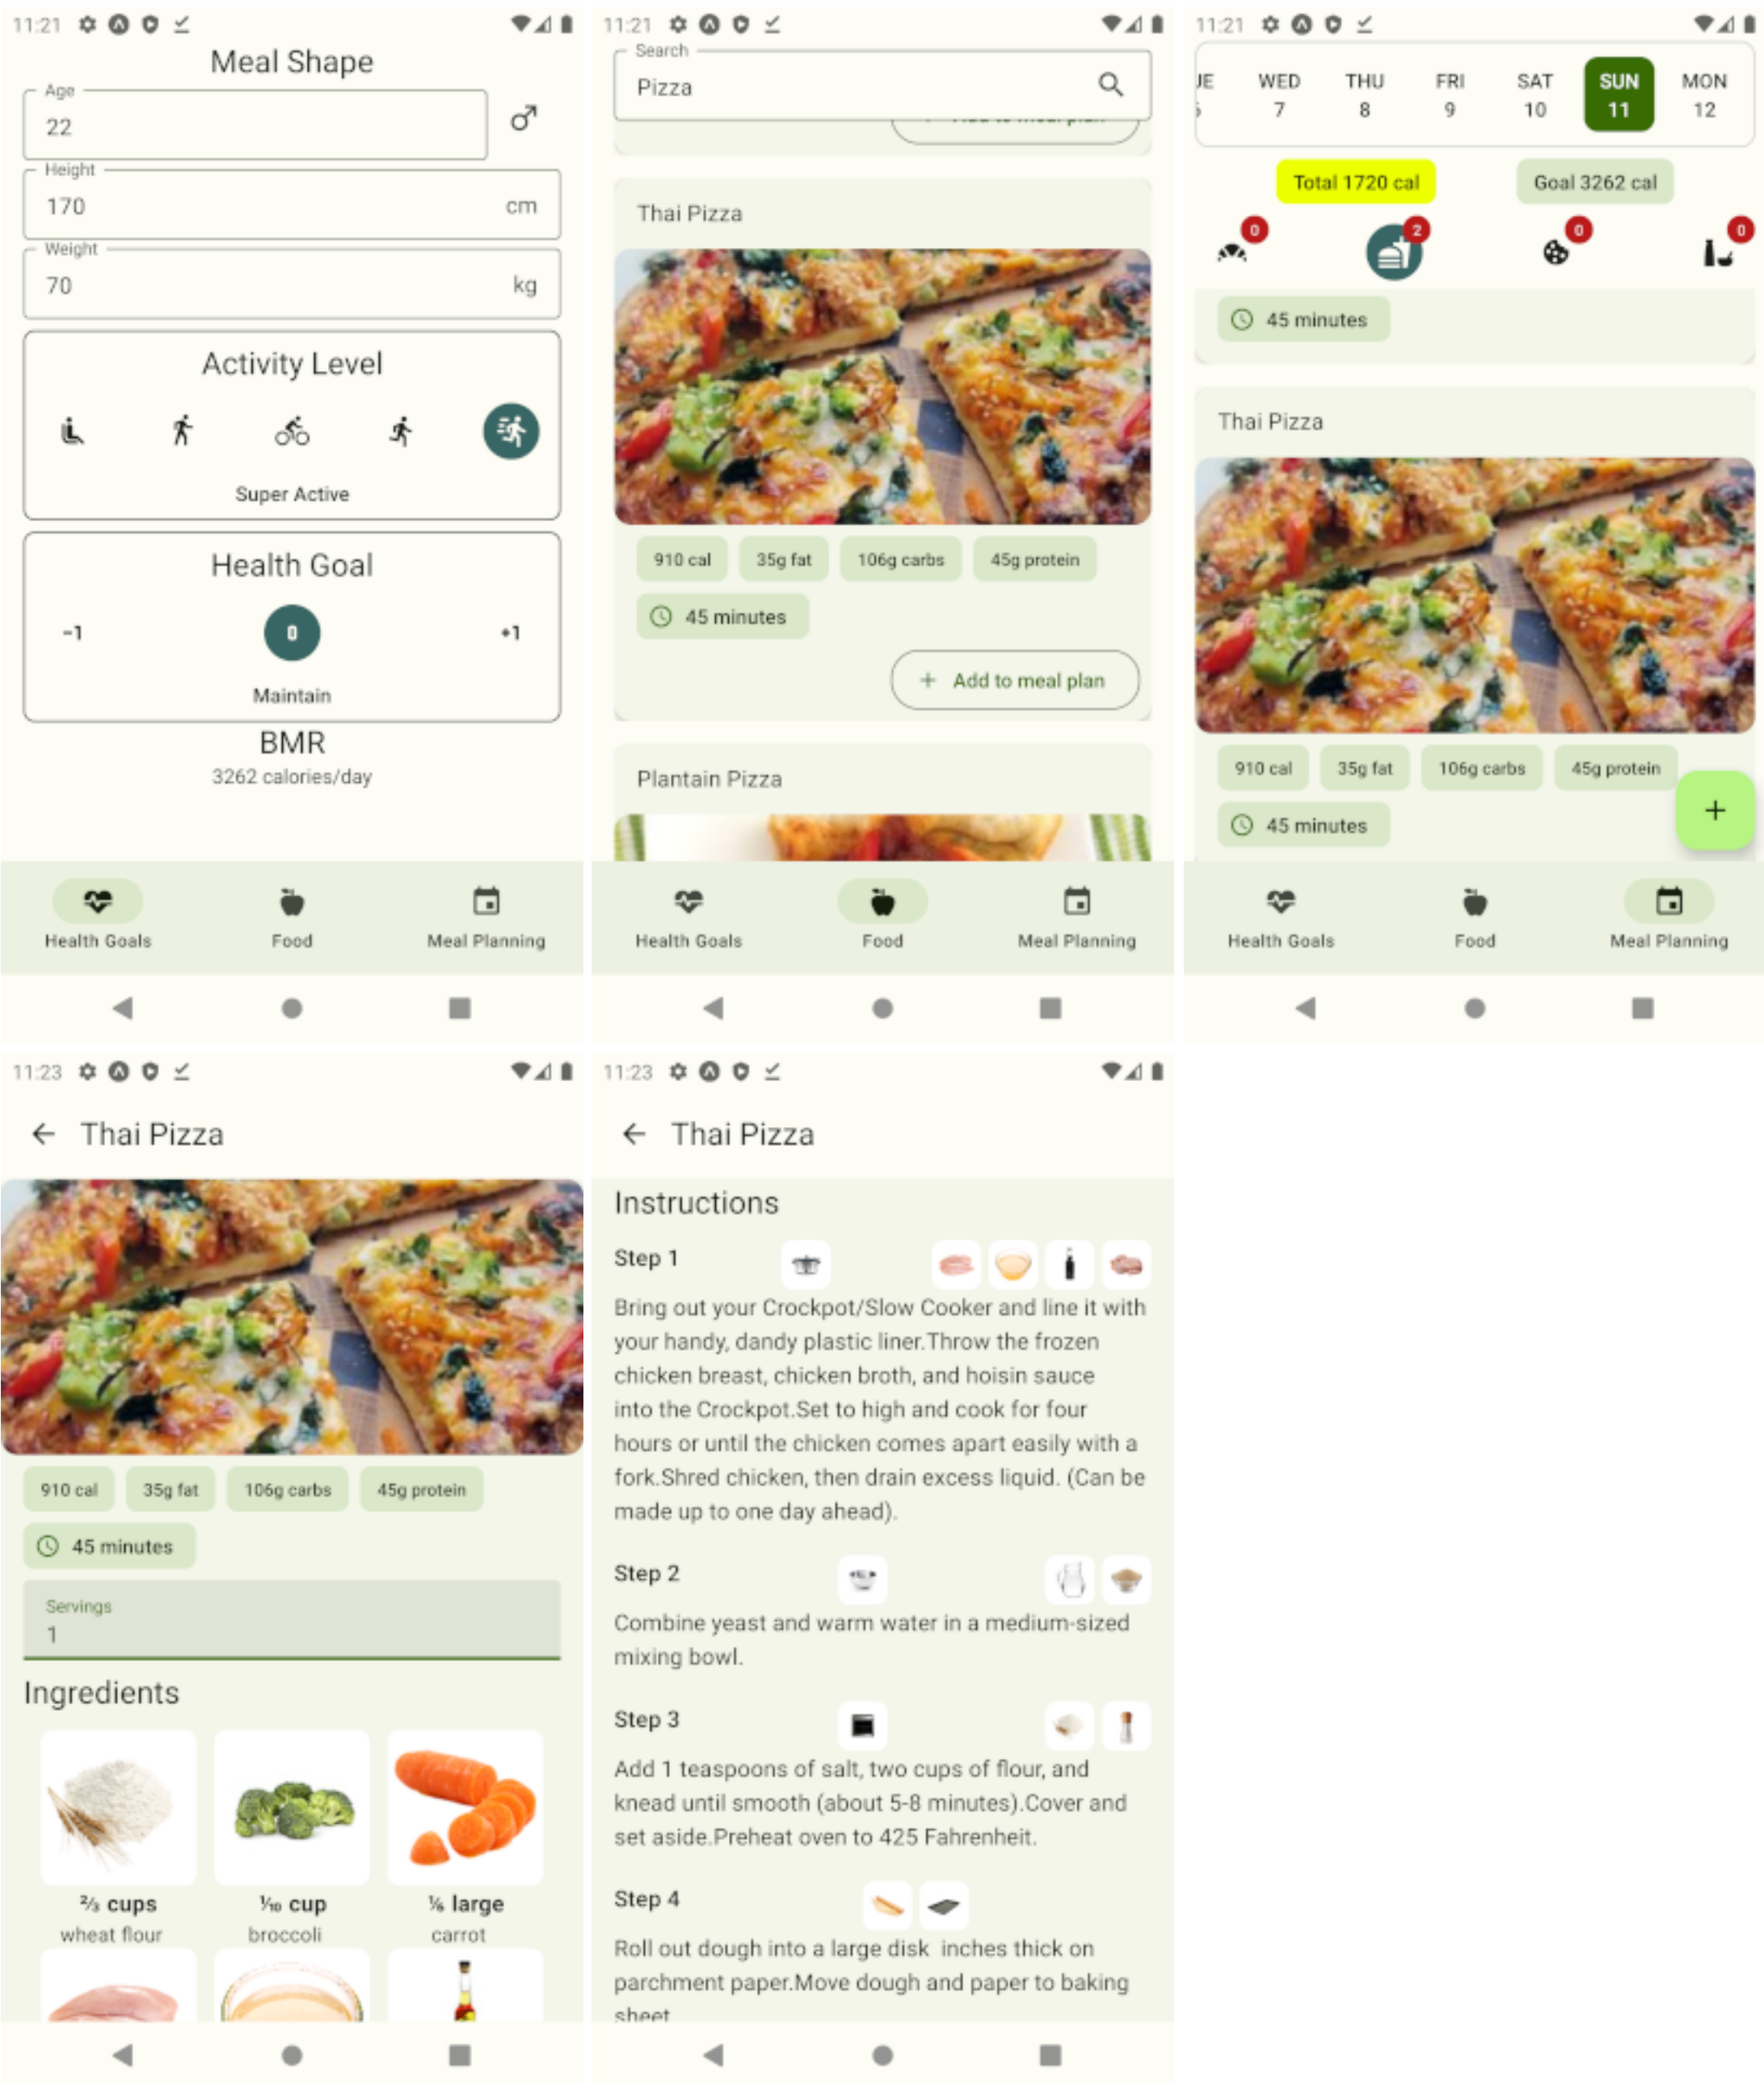 11:21
Meal Shape
Age
22
Height
170 cm
Weight
70 kg
Activity Level
Super Active
Health Goal
-1 0 +1
Maintain
BMR
3262 calories/day
Health Goals Food Meal Planning
11:21
Search
Pizza
Add to meal plan
Thai Pizza
910 cal 35g fat 106g carbs 45g protein
45 minutes
+ Add to meal plan
Plantain Pizza
Health Goals Food Meal Planning
11:21
WED THU FRI SAT SUN MON
7 8 9 10 11 12
Total 1720 cal Goal 3262 cal
0 2 0 0
45 minutes
Thai Pizza
910 cal 35g fat 106g carbs 45g protein
45 minutes
+
Health Goals Food Meal Planning
11:23
Thai Pizza
910 cal 35g fat 106g carbs 45g protein
45 minutes
Servings
1
Ingredients
⅔ cups ⅒ cup ⅙ large
wheat flour broccoli carrot
11:23
Thai Pizza
Instructions
Step 1
Bring out your Crockpot/Slow Cooker and line it with
your handy, dandy plastic liner.Throw the frozen
chicken breast, chicken broth, and hoisin sauce
into the Crockpot.Set to high and cook for four
hours or until the chicken comes apart easily with a
fork.Shred chicken, then drain excess liquid. (Can be
made up to one day ahead).
Step 2
Combine yeast and warm water in a medium-sized
mixing bowl.
Step 3
Add 1 teaspoons of salt, two cups of flour, and
knead until smooth (about 5-8 minutes).Cover and
set aside.Preheat oven to 425 Fahrenheit.
Step 4
Roll out dough into a large disk  inches thick on
parchment paper.Move dough and paper to baking
sheet